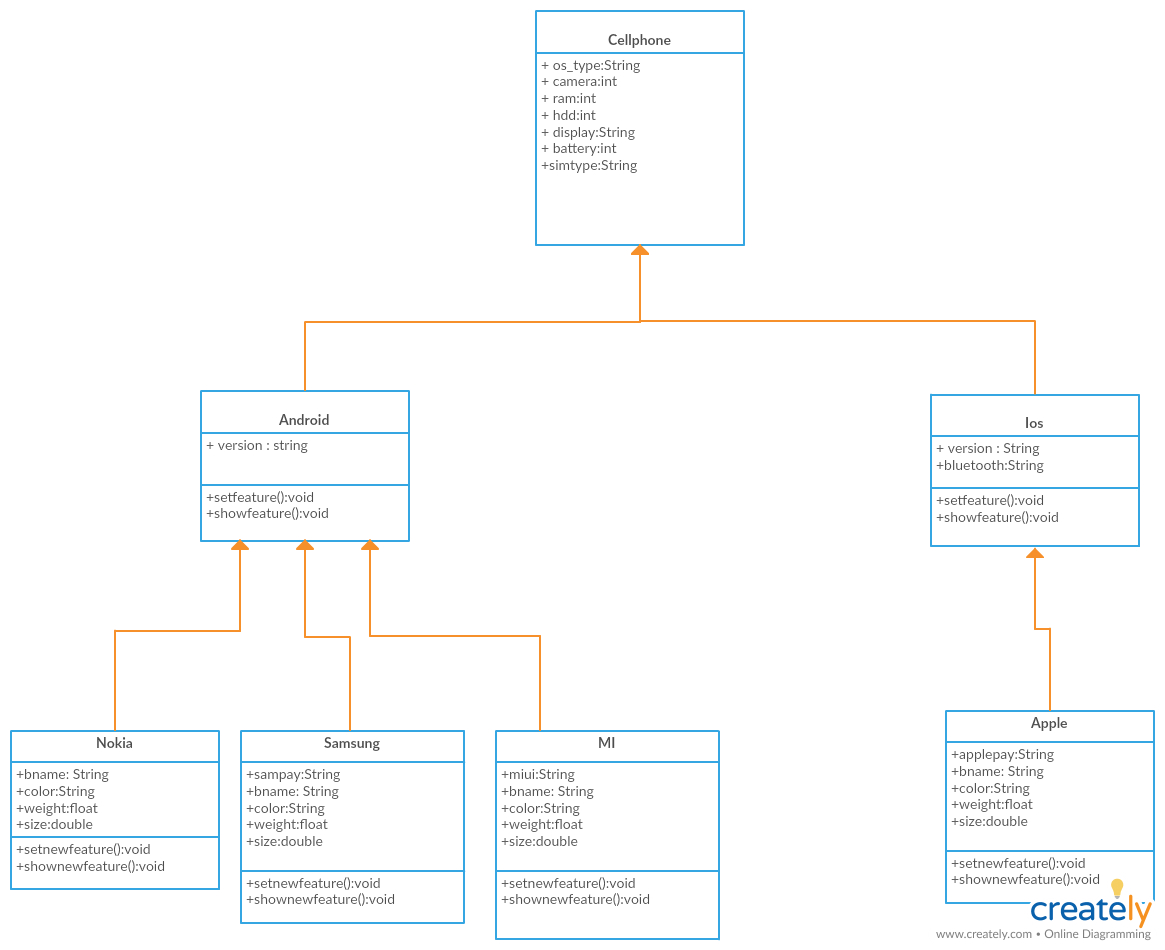 Cellphone
+ os_type:String
+ camera:int
+ ram:int
+ hdd:int
+ display:String
+ battery:int
+simtype:String
Android
+ version : string
+setfeature():void
+showfeature():void
Ios
+ version : String
+bluetooth:String
+setfeature():void
+showfeature():void
Nokia
+bname: String
+color:String
+weight:float
+size:double
+setnewfeature():void
+shownewfeature():void
Samsung
+sampay:String
+bname: String
+color:String
+weight:float
+size:double
+setnewfeature():void
+shownewfeature():void
MI
+miui:String
+bname: String
+color:String
+weight:float
+size:double
+setnewfeature():void
+shownewfeature():void
Apple
+applepay:String
+bname: String
+color:String
+weight:float
+size:double
+setnewfeature():void
+shownewfeature():void
creately
www.creately.com • Online Diagramming